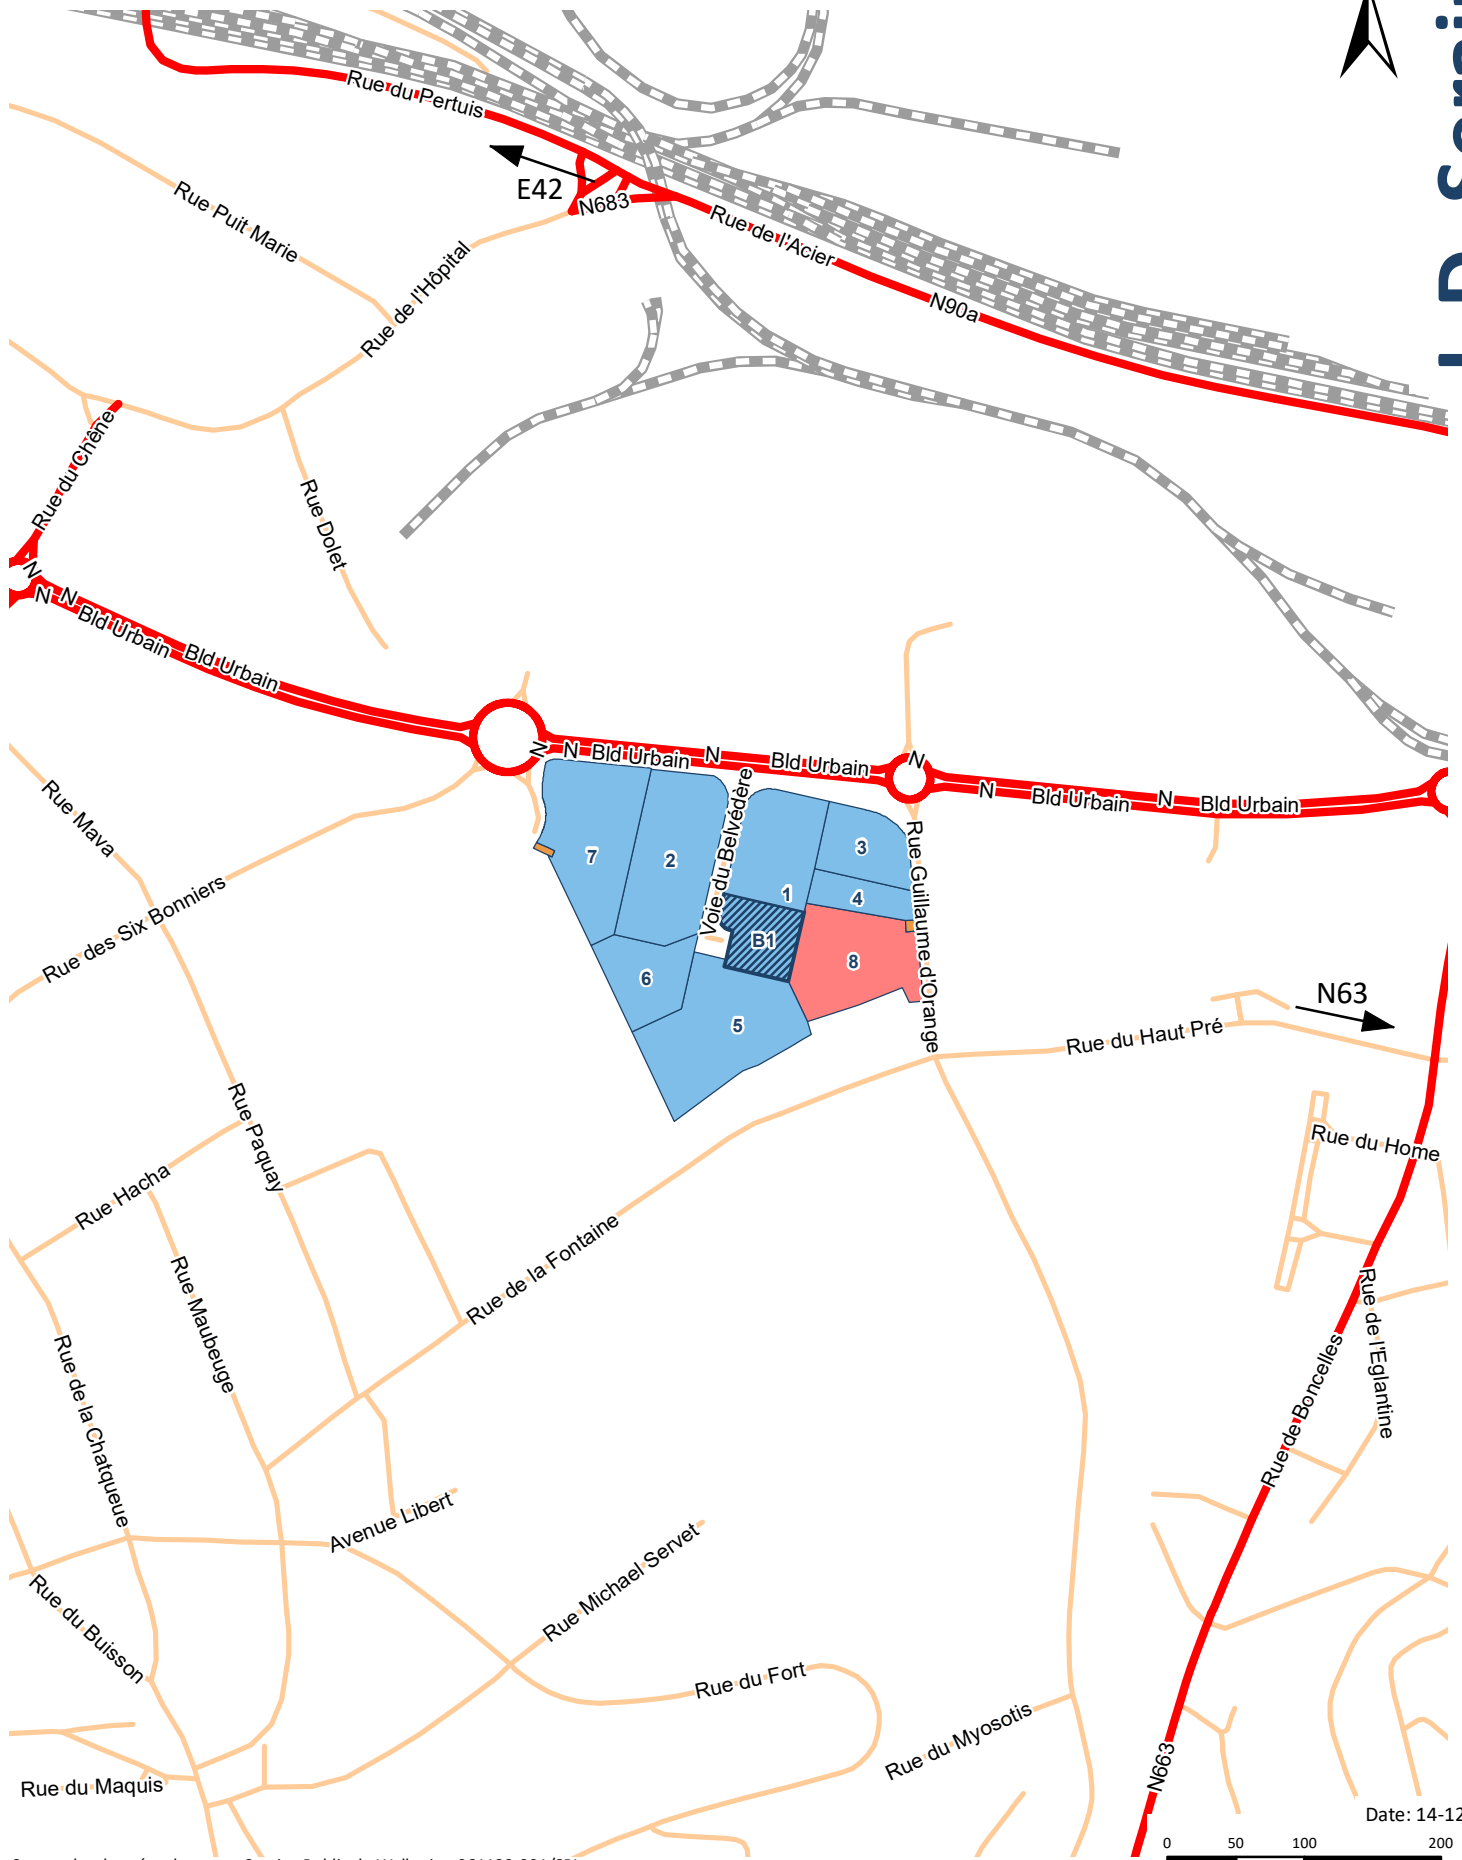 Rue du Pertuis
E42
N683
Rue de l'Acier
Rue Puit Marie
Rue de l'Hôpital
N90a
Rue du Chêne
Rue Dolet
N
N
N
Bld Urbain
Bld Urbain
N
N
Bld Urbain
N
Bld Urbain
N
N
Bld Urbain
N
Bld Urbain
Rue Mava
Voie du Belvédère
Rue Guillaume d'Orange
7
2
1
3
4
B1
8
6
5
Rue des Six Bonniers
N63
Rue du Haut Pré
Rue Paquay
Rue du Home
Rue Hacha
Rue de la Fontaine
Rue Maubeuge
Rue de l'Eglantine
Rue de la Chatqueue
Rue de Boncelles
Avenue Libert
Rue Michael Servet
Rue du Buisson
Rue du Fort
Rue du Myosotis
Rue du Maquis
N663
Date: 14-12
0 50 100 200